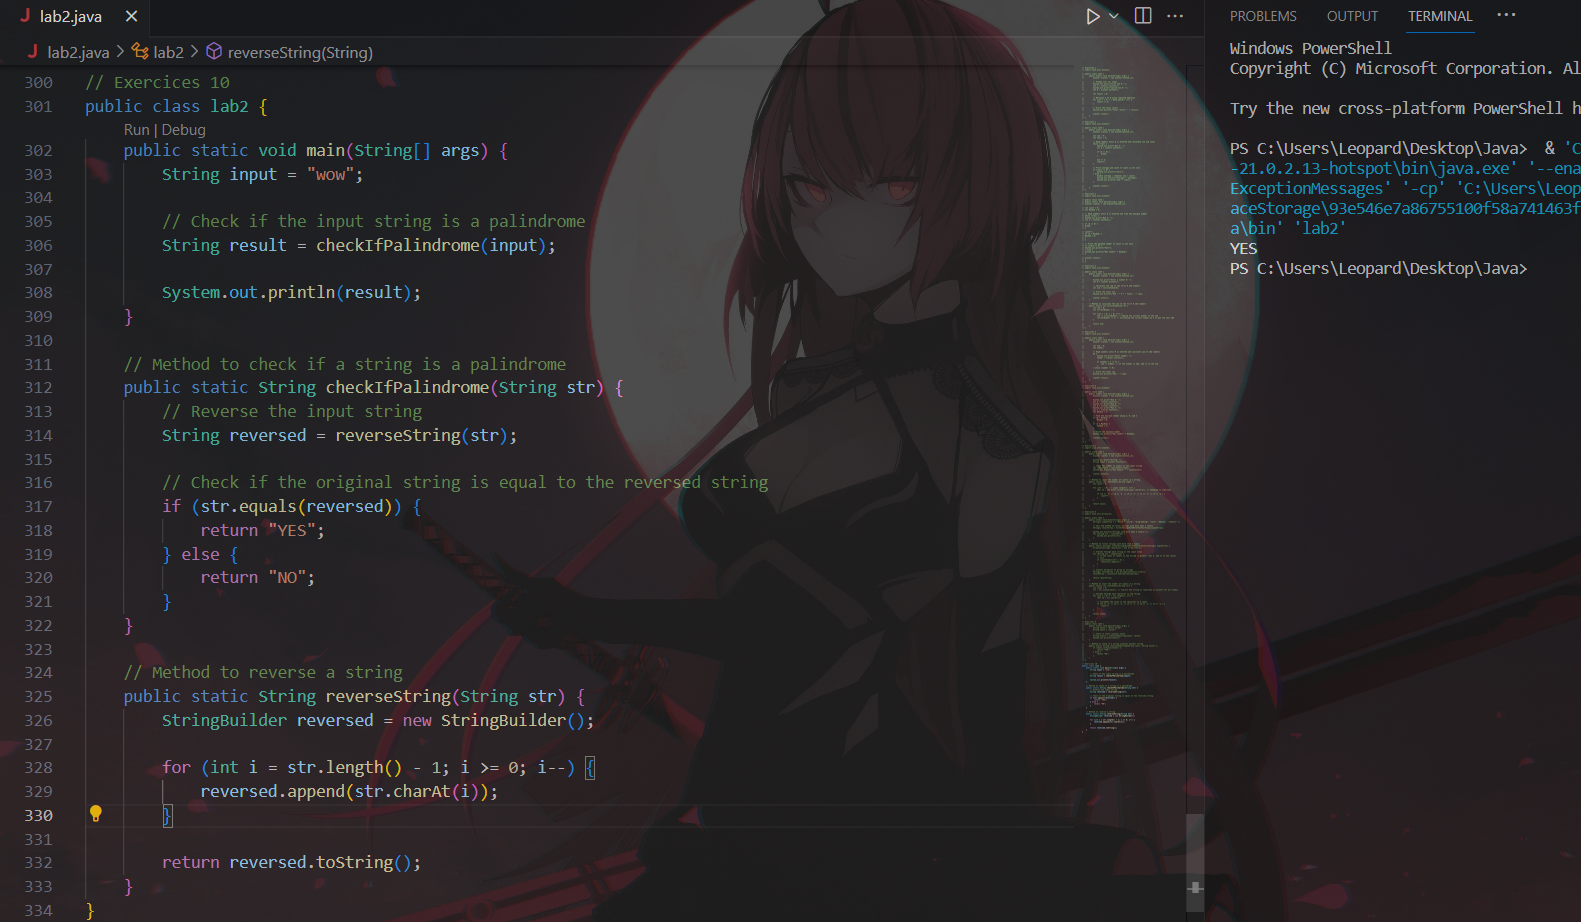 lab2.java
lab2.java > lab2 > reverseString(String)
300 // Exercices 10
301 public class lab2 {
Run | Debug
302 public static void main(String[] args) {
303 String input = "wow";
304
305 // Check if the input string is a palindrome
306 String result = checkIfPalindrome(input);
307
308 System.out.println(result);
309 }
310
311 // Method to check if a string is a palindrome
312 public static String checkIfPalindrome(String str) {
313 // Reverse the input string
314 String reversed = reverseString(str);
315
316 // Check if the original string is equal to the reversed string
317 if (str.equals(reversed)) {
318 return "YES";
319 } else {
320 return "NO";
321 }
322 }
323
324 // Method to reverse a string
325 public static String reverseString(String str) {
326 StringBuilder reversed = new StringBuilder();
327
328 for (int i = str.length() - 1; i >= 0; i--) {
329 reversed.append(str.charAt(i));
330 }
331
332 return reversed.toString();
333 }
334 }
PROBLEMS OUTPUT TERMINAL
Windows PowerShell
Copyright (C) Microsoft Corporation. Al
Try the new cross-platform PowerShell h
PS C:\Users\Leopard\Desktop\Java> & 'C
-21.0.2.13-hotspot\bin\java.exe' '--ena
ExceptionMessages' '-cp' 'C:\Users\Leop
aceStorage\93e546e7a86755100f58a741463f
a\bin' 'lab2'
YES
PS C:\Users\Leopard\Desktop\Java>